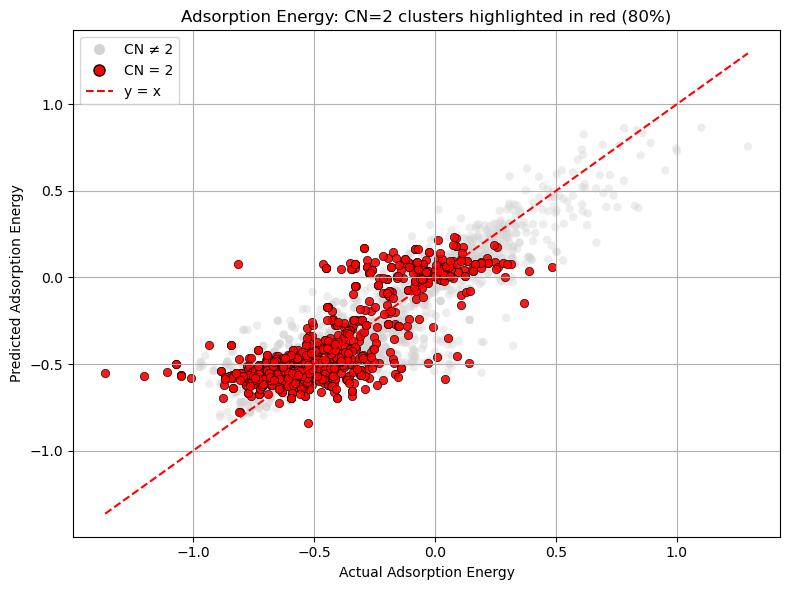 Adsorption Energy: CN=2 clusters highlighted in red (80%)
CN ≠ 2
CN = 2
y = x
1.0
0.5
0.0
−0.5
−1.0
Predicted Adsorption Energy
−1.0
−0.5
0.0
0.5
1.0
Actual Adsorption Energy